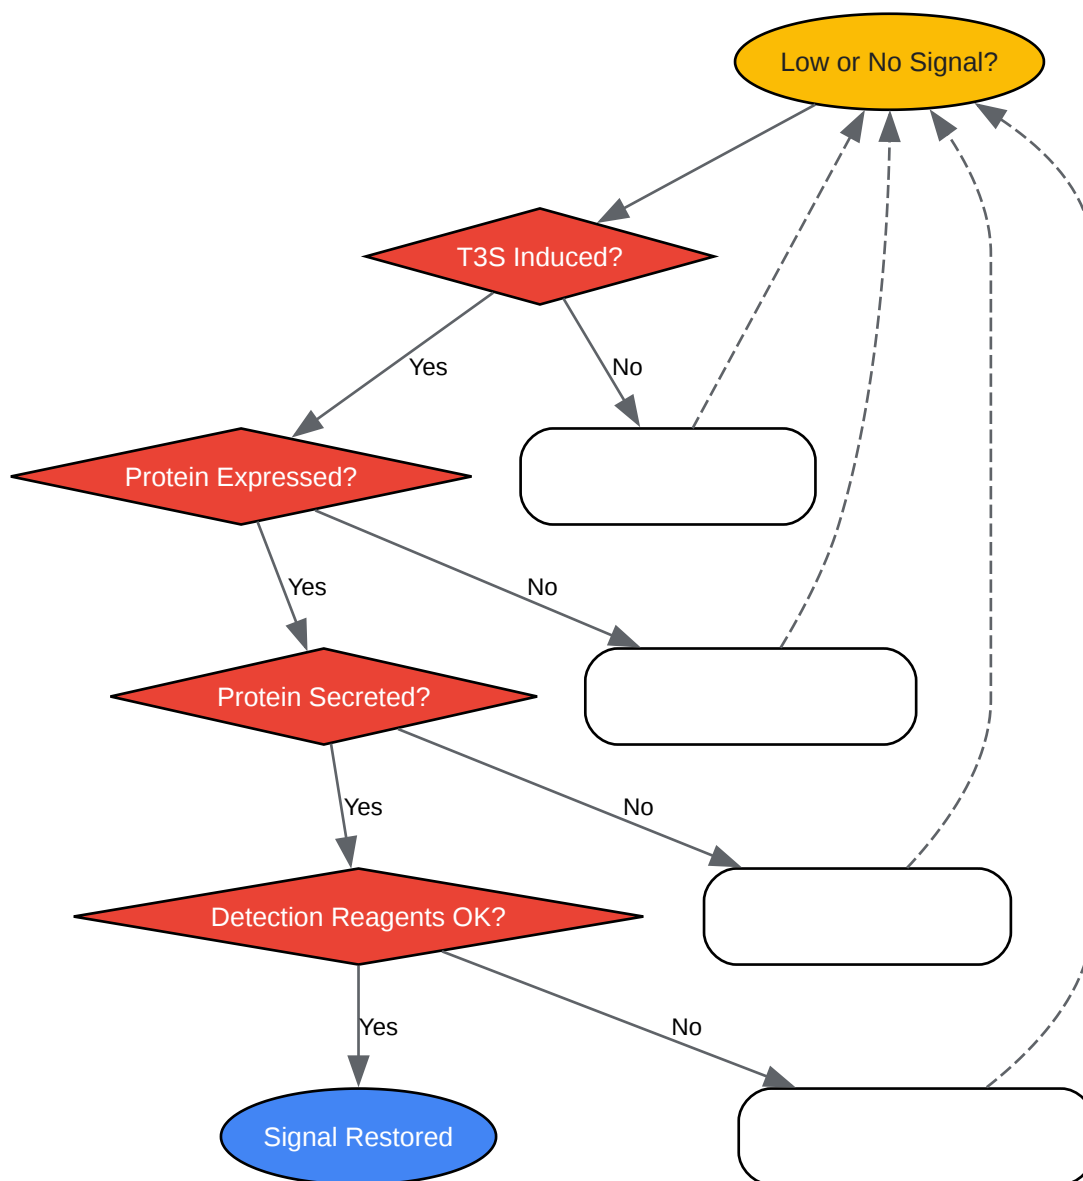 Low or No Signal?
T3S Induced?
Yes
No
Protein Expressed?
Yes
No
Protein Secreted?
Yes
No
Detection Reagents OK?
Yes
No
Signal Restored